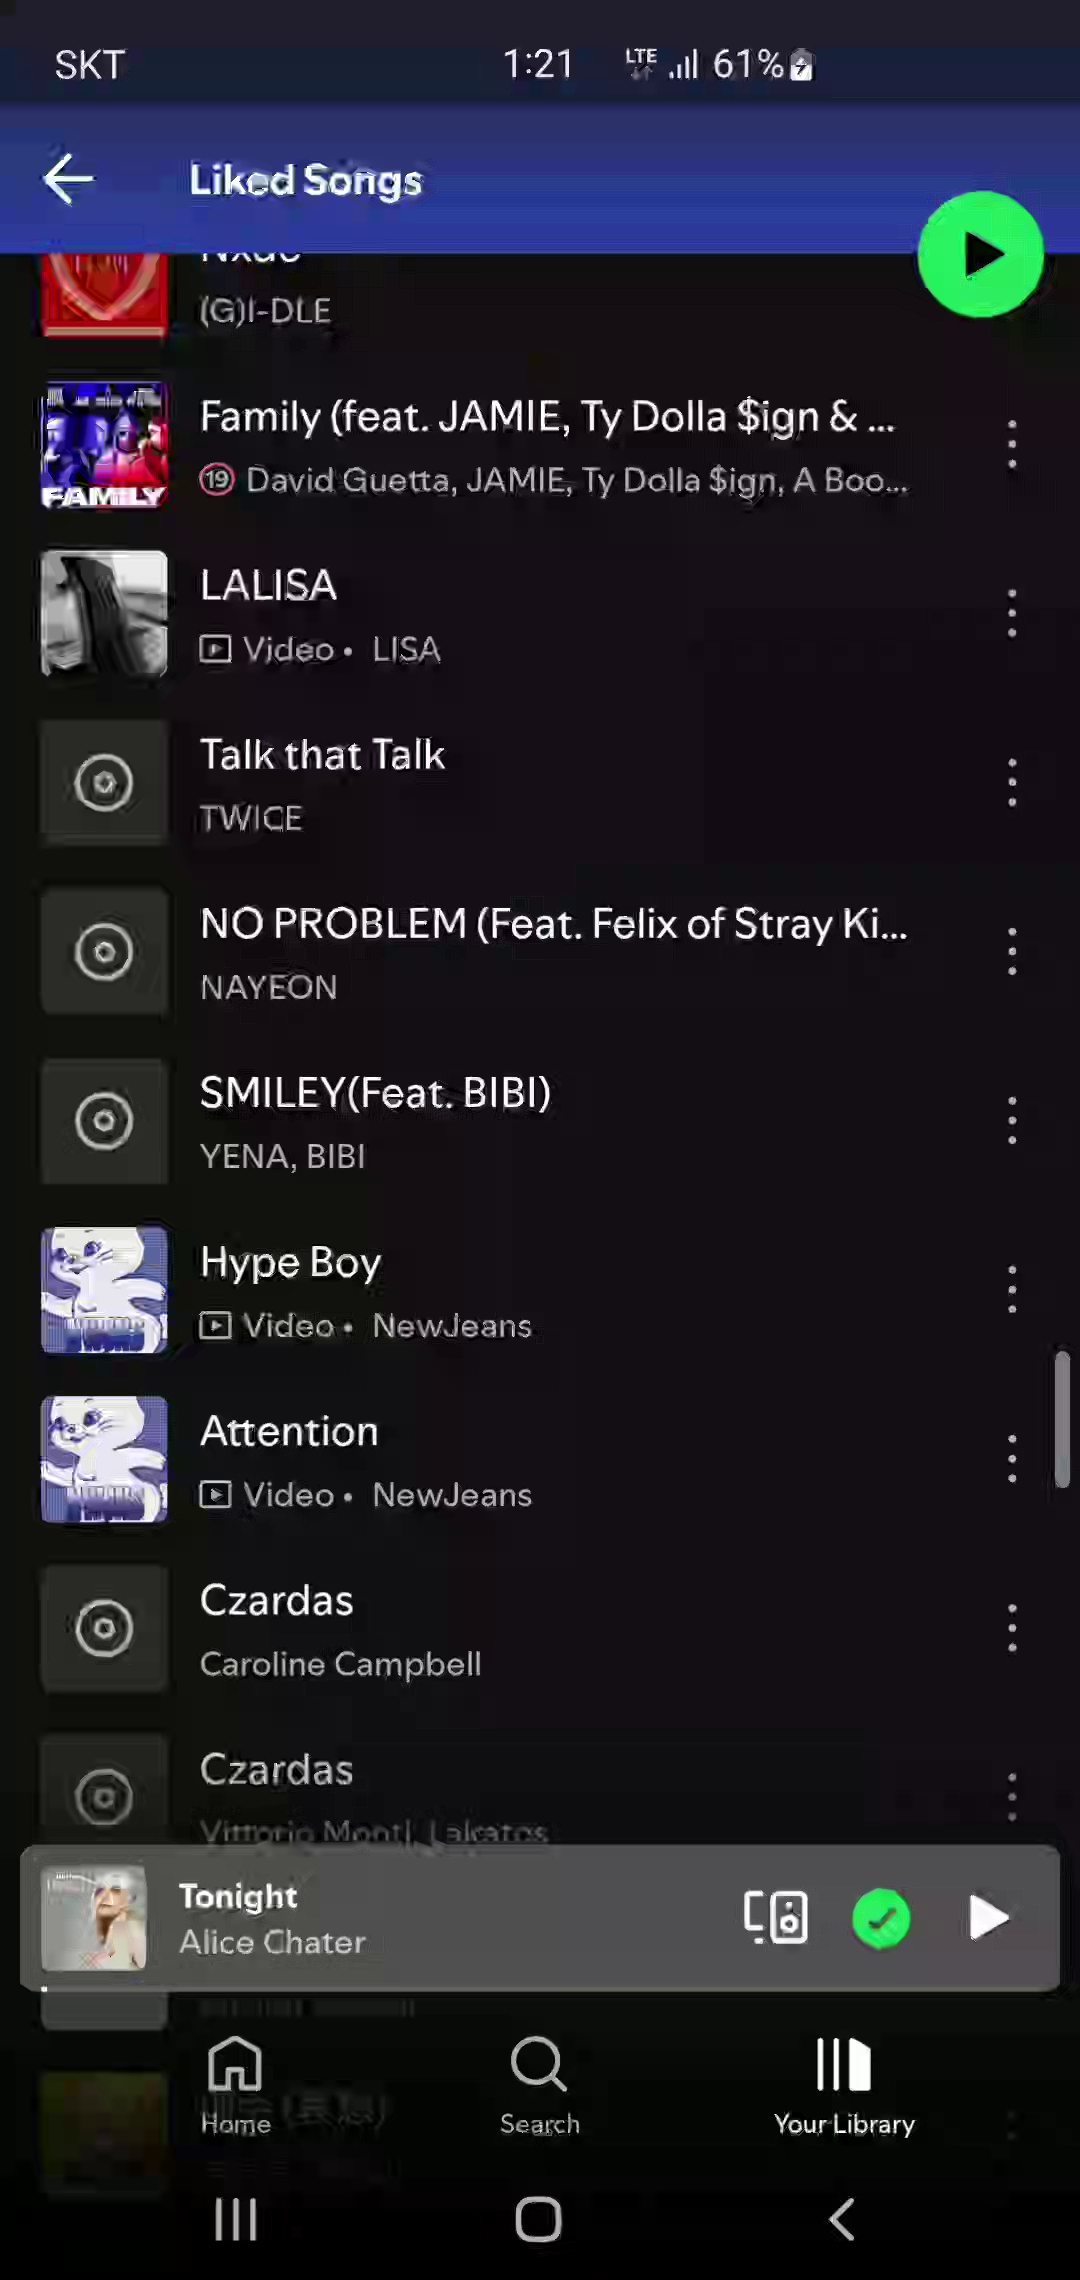 SKT 1:21 LTE 61%
Liked Songs
Nxde
(G)I-DLE
Family (feat. JAMIE, Ty Dolla $ign & ...
19 David Guetta, JAMIE, Ty Dolla $ign, A Boo...
FAMILY
LALISA
Video • LISA
Talk that Talk
TWICE
NO PROBLEM (Feat. Felix of Stray Ki...
NAYEON
SMILEY(Feat. BIBI)
YENA, BIBI
Hype Boy
Video • NewJeans
Attention
Video • NewJeans
Czardas
Caroline Campbell
Czardas
Vittorio Monti, Lakatos
Tonight
Alice Chater
Home
Search
Your Library